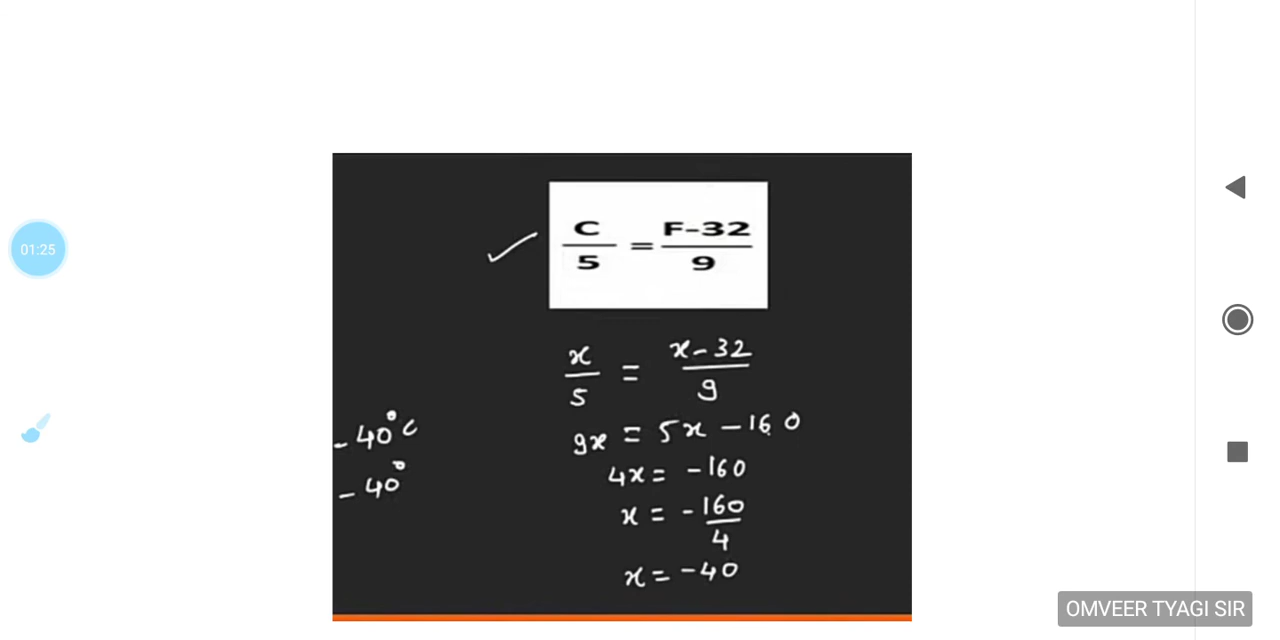 01:25
C/5 = F-32/9
x/5 = x-32/9
9x = 5x - 160
4x = -160
x = -160/4
x = -40
-40°C
-40°
OMVEER TYAGI SIR